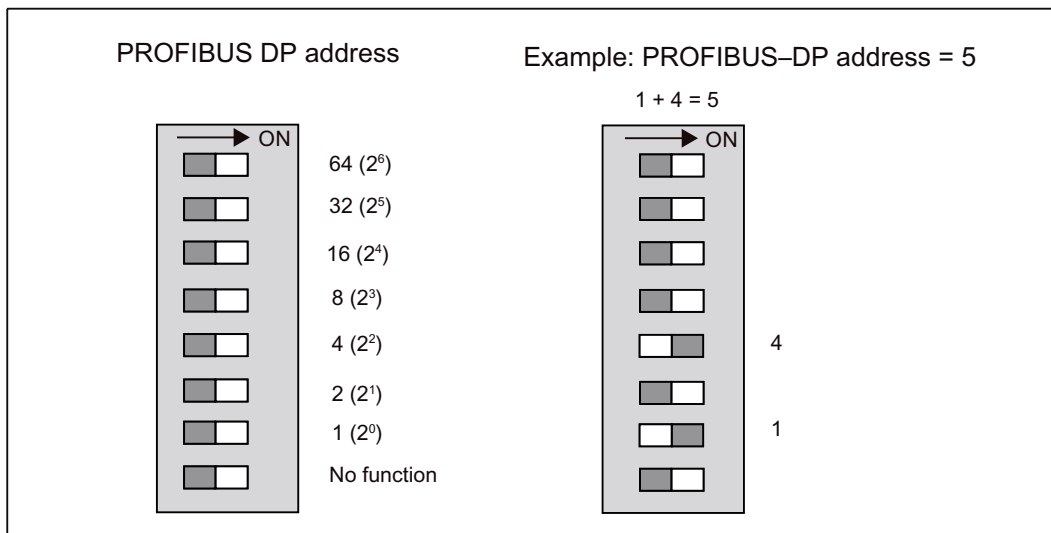 PROFIBUS DP address
ON
64 (2⁶)
32 (2⁵)
16 (2⁴)
8 (2³)
4 (2²)
2 (2¹)
1 (2⁰)
No function
Example: PROFIBUS–DP address = 5
1 + 4 = 5
ON
4
1